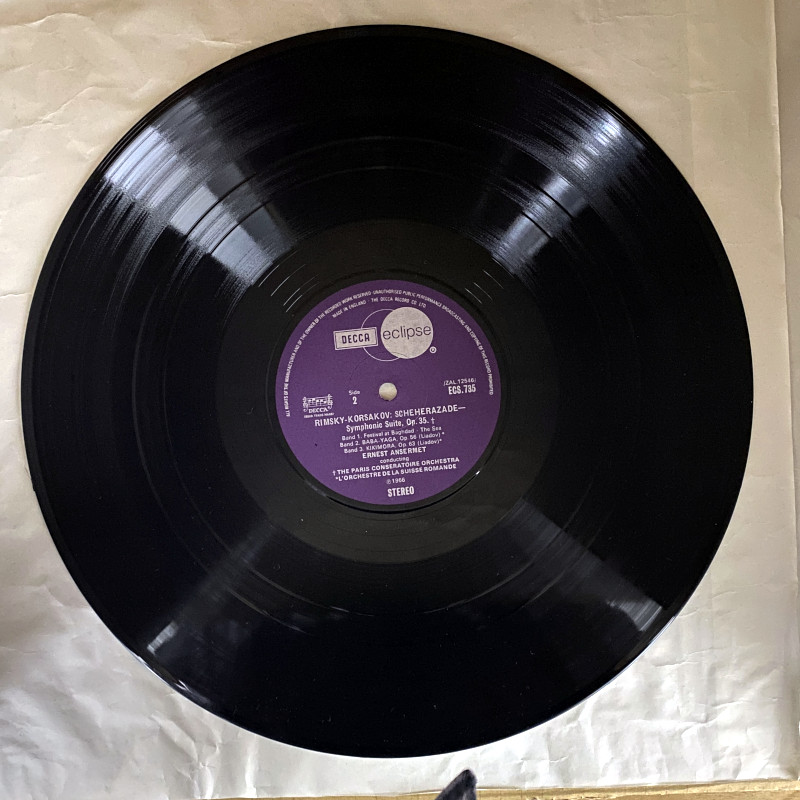 ALL RIGHTS OF THE MANUFACTURER AND OF THE OWNER OF THE RECORDED WORK RESERVED · UNAUTHORISED PUBLIC PERFORMANCE BROADCASTING AND COPYING OF THIS RECORD PROHIBITED
MADE IN ENGLAND · THE DECCA RECORD CO LTD
DECCA eclipse ®
DECCA
Side
2
(ZAL.12546)
ECS.735
RIMSKY-KORSAKOV: SCHEHERAZADE—
Symphonic Suite, Op. 35. †
Band 1. Festival at Baghdad - The Sea
Band 2. BABA-YAGA, Op. 56 (Liadov)*
Band 3. KIKIMORA, Op. 63 (Liadov)*
ERNEST ANSERMET
conducting
† THE PARIS CONSERATOIRE ORCHESTRA
*L'ORCHESTRE DE LA SUISSE ROMANDE
℗1966
STEREO